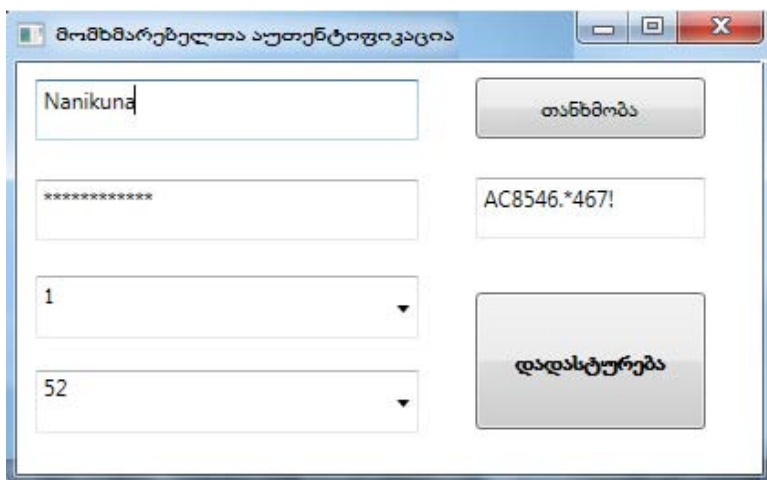 მომხმარებელთა აუთენტიფიკაცია
Nanikuna
თანხმობა
************
AC8546.*467!
1
დადასტურება
52